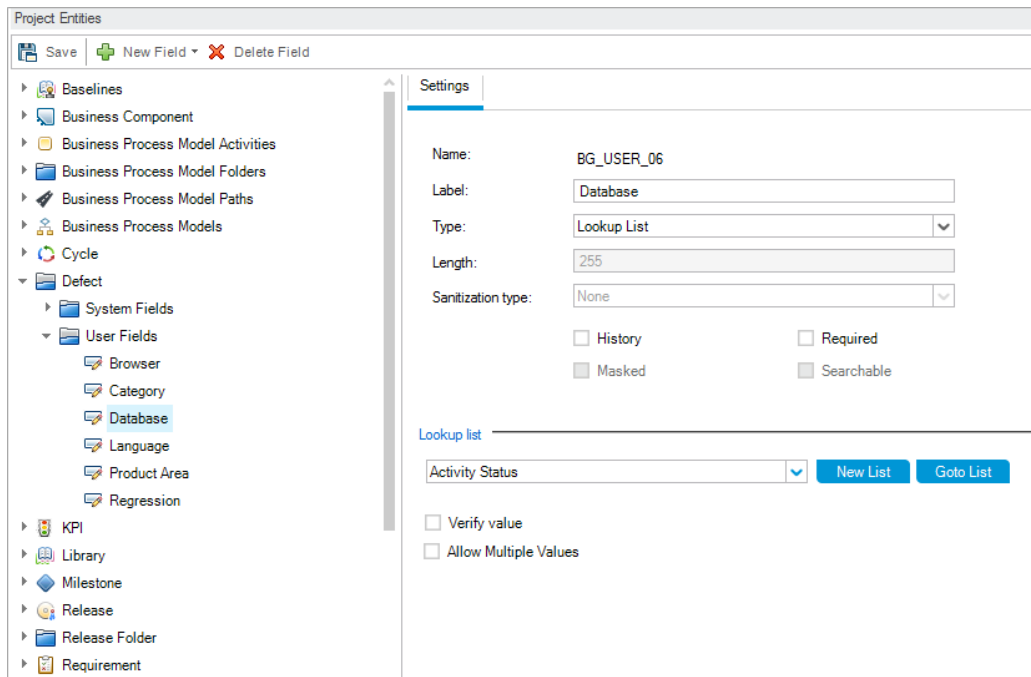 Project Entities
Save New Field Delete Field
Baselines
Business Component
Business Process Model Activities
Business Process Model Folders
Business Process Model Paths
Business Process Models
Cycle
Defect
System Fields
User Fields
Browser
Category
Database
Language
Product Area
Regression
KPI
Library
Milestone
Release
Release Folder
Requirement
Settings
Name: BG_USER_06
Label: Database
Type: Lookup List
Length: 255
Sanitization type: None
History Required
Masked Searchable
Lookup list
Activity Status New List Goto List
Verify value
Allow Multiple Values